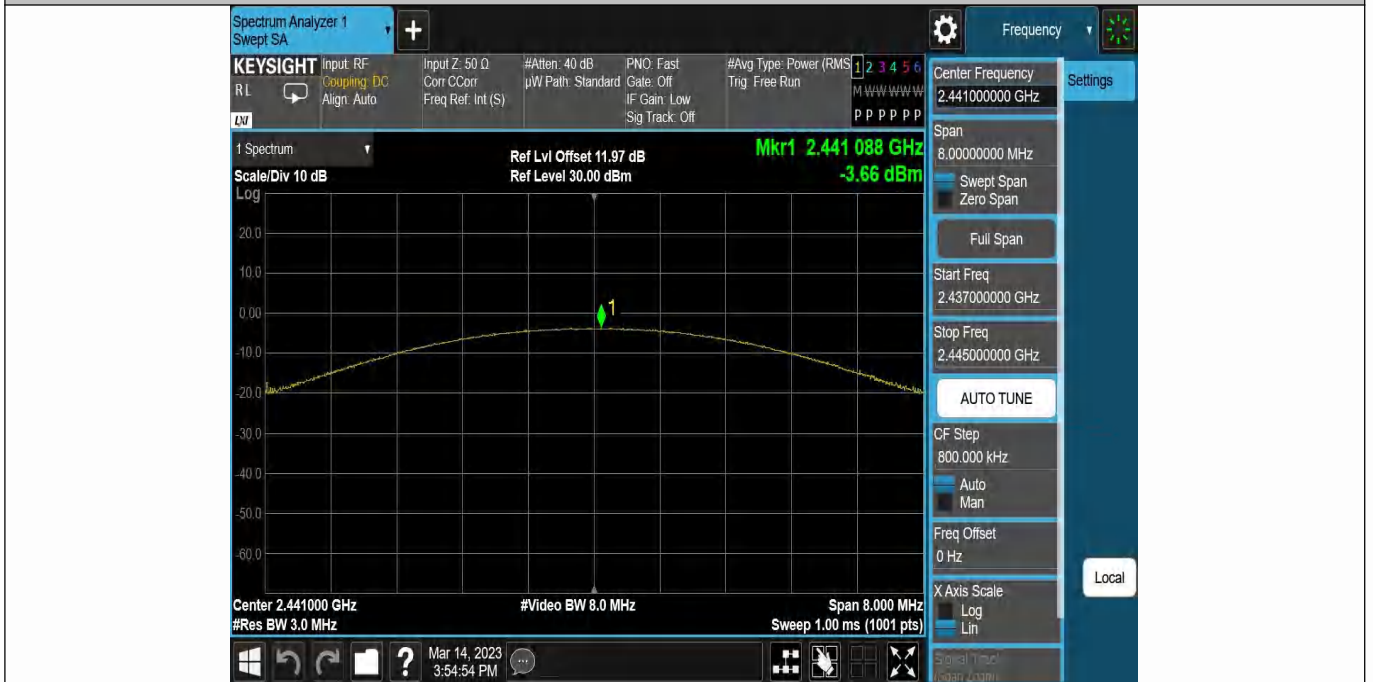 Spectrum Analyzer 1
Swept SA
+
Frequency
KEYSIGHT
RL
LXI
Input: RF
Coupling: DC
Align: Auto
Input Z: 50 Ω
Corr CCorr
Freq Ref: Int (S)
#Atten: 40 dB
µW Path: Standard
PNO: Fast
Gate: Off
IF Gain: Low
Sig Track: Off
#Avg Type: Power (RMS
Trig: Free Run
1 2 3 4 5 6
M W W W W W
P P P P P P
Center Frequency
2.441000000 GHz
Settings
Span
8.00000000 MHz
Swept Span
Zero Span
Full Span
Start Freq
2.437000000 GHz
Stop Freq
2.445000000 GHz
AUTO TUNE
CF Step
800.000 kHz
Auto
Man
Freq Offset
0 Hz
X Axis Scale
Log
Lin
Local
1 Spectrum
Scale/Div 10 dB
Log
Ref Lvl Offset 11.97 dB
Ref Level 30.00 dBm
Mkr1 2.441 088 GHz
-3.66 dBm
20.0
10.0
0.00
-10.0
-20.0
-30.0
-40.0
-50.0
-60.0
1
Center 2.441000 GHz
#Res BW 3.0 MHz
#Video BW 8.0 MHz
Span 8.000 MHz
Sweep 1.00 ms (1001 pts)
?
Mar 14, 2023
3:54:54 PM